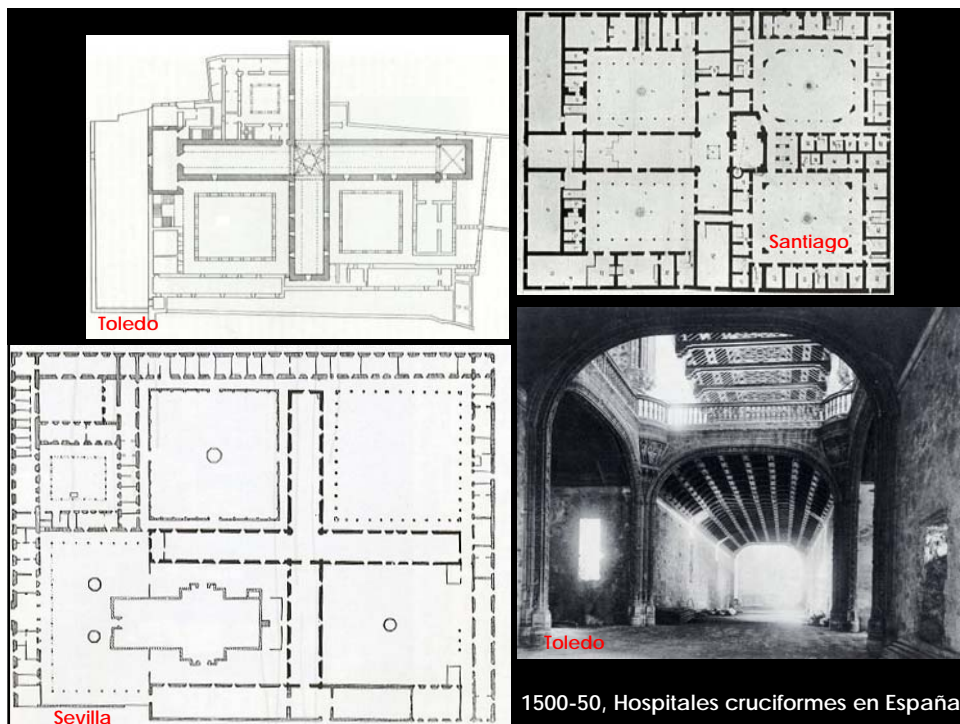 Santiago
Toledo
Toledo
Sevilla
1500-50, Hospitales cruciformes en España